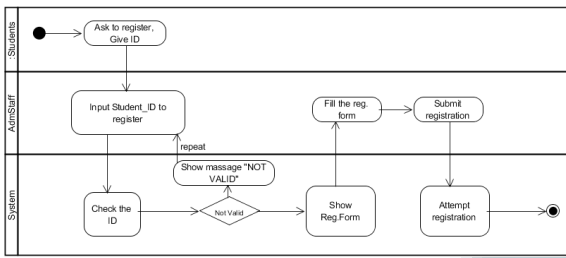 :Students
Ask to register,
Give ID
AdmStaff
Input Student_ID to
register
Fill the reg.
form
Submit
registration
repeat
System
Show massage "NOT
VALID"
Check the
ID
Not Valid
Show
Reg.Form
Attempt
registration